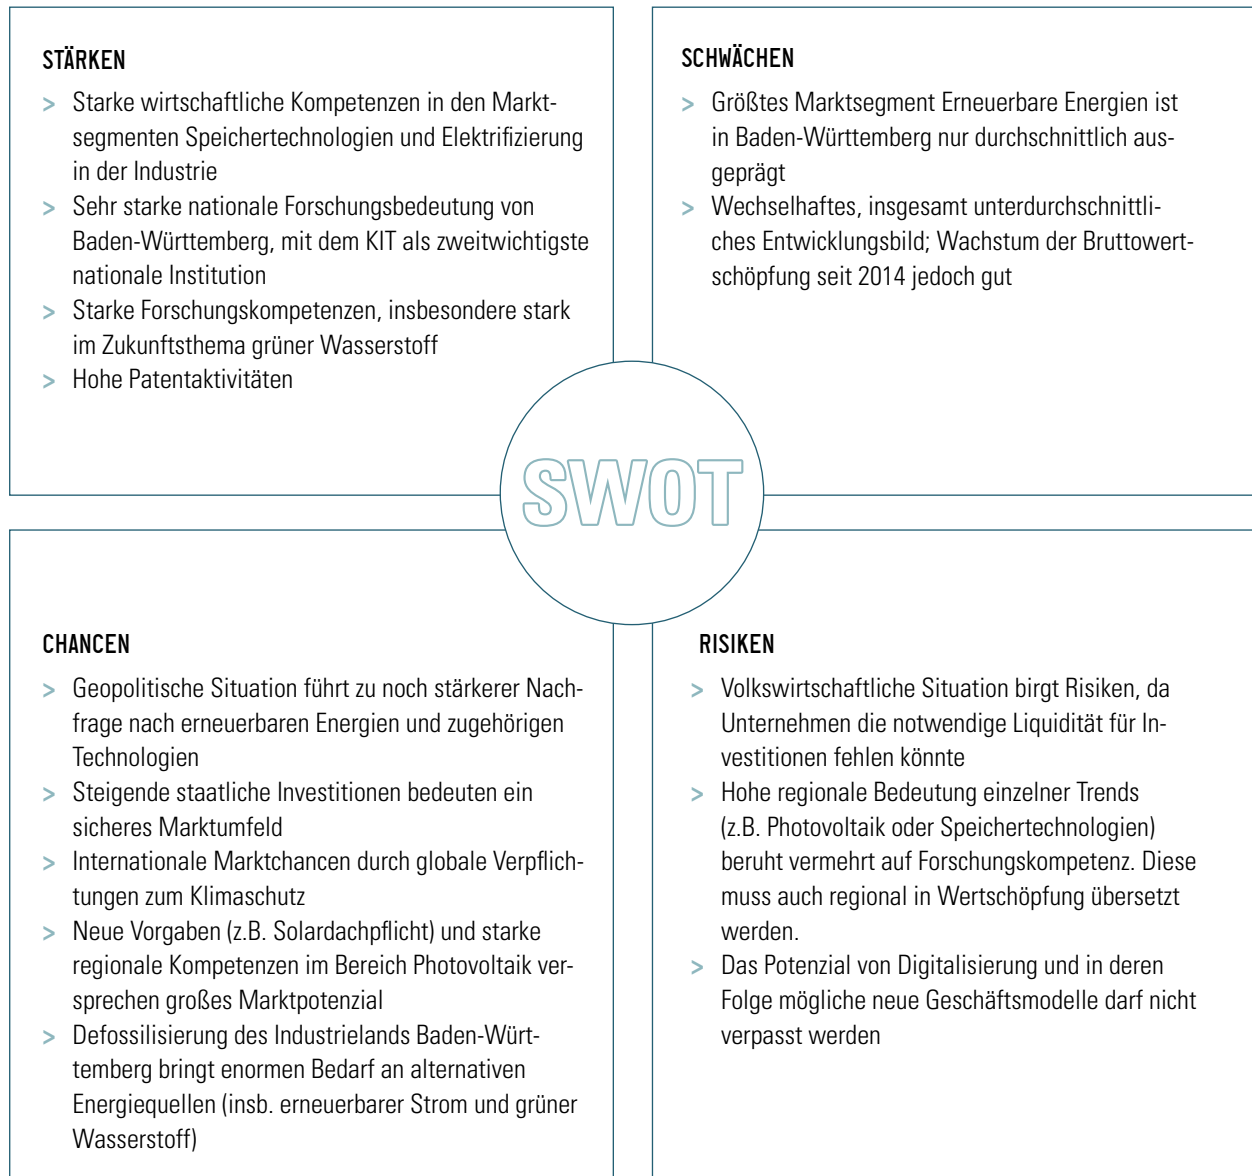 STÄRKEN
> Starke wirtschaftliche Kompetenzen in den Markt-
segmenten Speichertechnologien und Elektrifizierung
in der Industrie
> Sehr starke nationale Forschungsbedeutung von
Baden-Württemberg, mit dem KIT als zweitwichtigste
nationale Institution
> Starke Forschungskompetenzen, insbesondere stark
im Zukunftsthema grüner Wasserstoff
> Hohe Patentaktivitäten
SCHWÄCHEN
> Größtes Marktsegment Erneuerbare Energien ist
in Baden-Württemberg nur durchschnittlich aus-
geprägt
> Wechselhaftes, insgesamt unterdurchschnittli-
ches Entwicklungsbild; Wachstum der Bruttowert-
schöpfung seit 2014 jedoch gut
SWOT
CHANCEN
> Geopolitische Situation führt zu noch stärkerer Nach-
frage nach erneuerbaren Energien und zugehörigen
Technologien
> Steigende staatliche Investitionen bedeuten ein
sicheres Marktumfeld
> Internationale Marktchancen durch globale Verpflich-
tungen zum Klimaschutz
> Neue Vorgaben (z.B. Solardachpflicht) und starke
regionale Kompetenzen im Bereich Photovoltaik ver-
sprechen großes Marktpotenzial
> Defossilisierung des Industrielands Baden-Würt-
temberg bringt enormen Bedarf an alternativen
Energiequellen (insb. erneuerbarer Strom und grüner
Wasserstoff)
RISIKEN
> Volkswirtschaftliche Situation birgt Risiken, da
Unternehmen die notwendige Liquidität für In-
vestitionen fehlen könnte
> Hohe regionale Bedeutung einzelner Trends
(z.B. Photovoltaik oder Speichertechnologien)
beruht vermehrt auf Forschungskompetenz. Diese
muss auch regional in Wertschöpfung übersetzt
werden.
> Das Potenzial von Digitalisierung und in deren
Folge mögliche neue Geschäftsmodelle darf nicht
verpasst werden